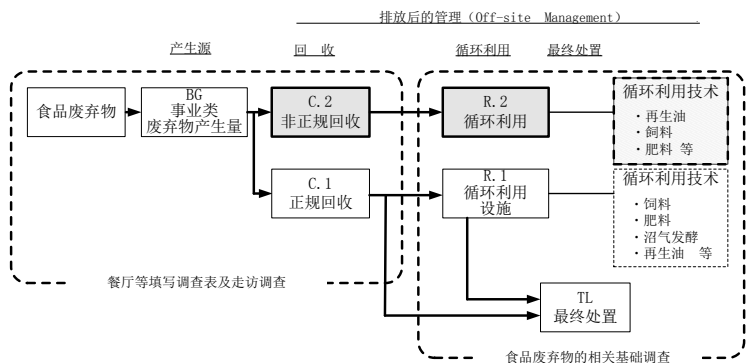 排放后的管理（Off-site Management）
产生源
回 收
循环利用
最终处置
食品废弃物
BG
事业类
废弃物产生量
C.2
非正规回收
R.2
循环利用
循环利用技术
・再生油
・飼料
・肥料 等
C.1
正规回收
R.1
循环利用
设施
循环利用技术
・饲料
・肥料
・沼气发酵
・再生油 等
TL
最终处置
餐厅等填写调查表及走访调查
食品废弃物的相关基础调查